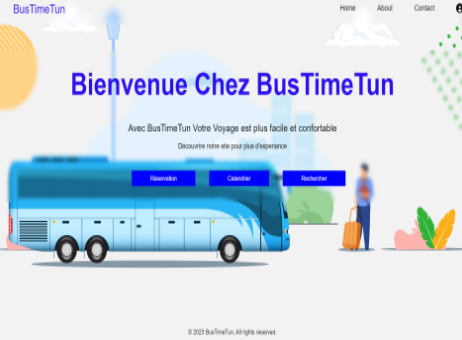 BusTimeTun
Home About Contact
Bienvenue Chez BusTimeTun
Avec BusTimeTun Votre Voyage est plus facile et confortable
Découvrire notre site pour plus d'experiance
Réservation Calendrier Rechercher
© 2023 BusTimeTun. All rights reserved.